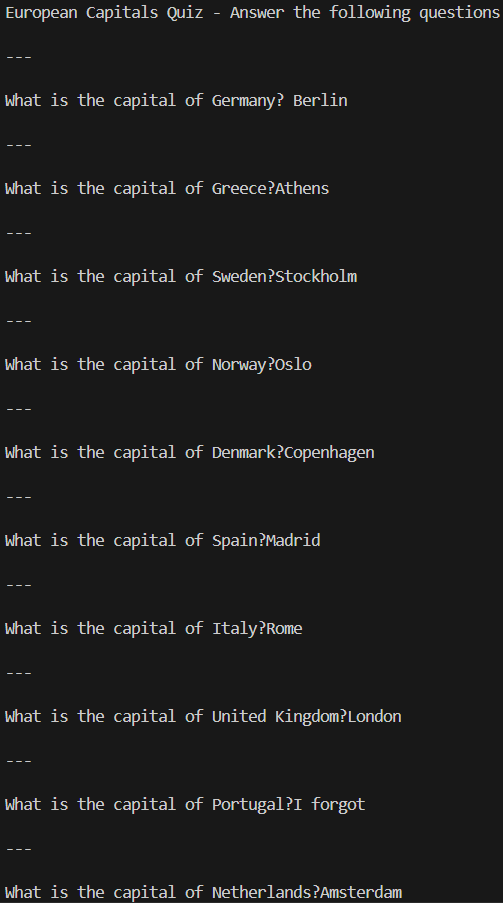 European Capitals Quiz - Answer the following questions
---
What is the capital of Germany? Berlin
---
What is the capital of Greece?Athens
---
What is the capital of Sweden?Stockholm
---
What is the capital of Norway?Oslo
---
What is the capital of Denmark?Copenhagen
---
What is the capital of Spain?Madrid
---
What is the capital of Italy?Rome
---
What is the capital of United Kingdom?London
---
What is the capital of Portugal?I forgot
---
What is the capital of Netherlands?Amsterdam